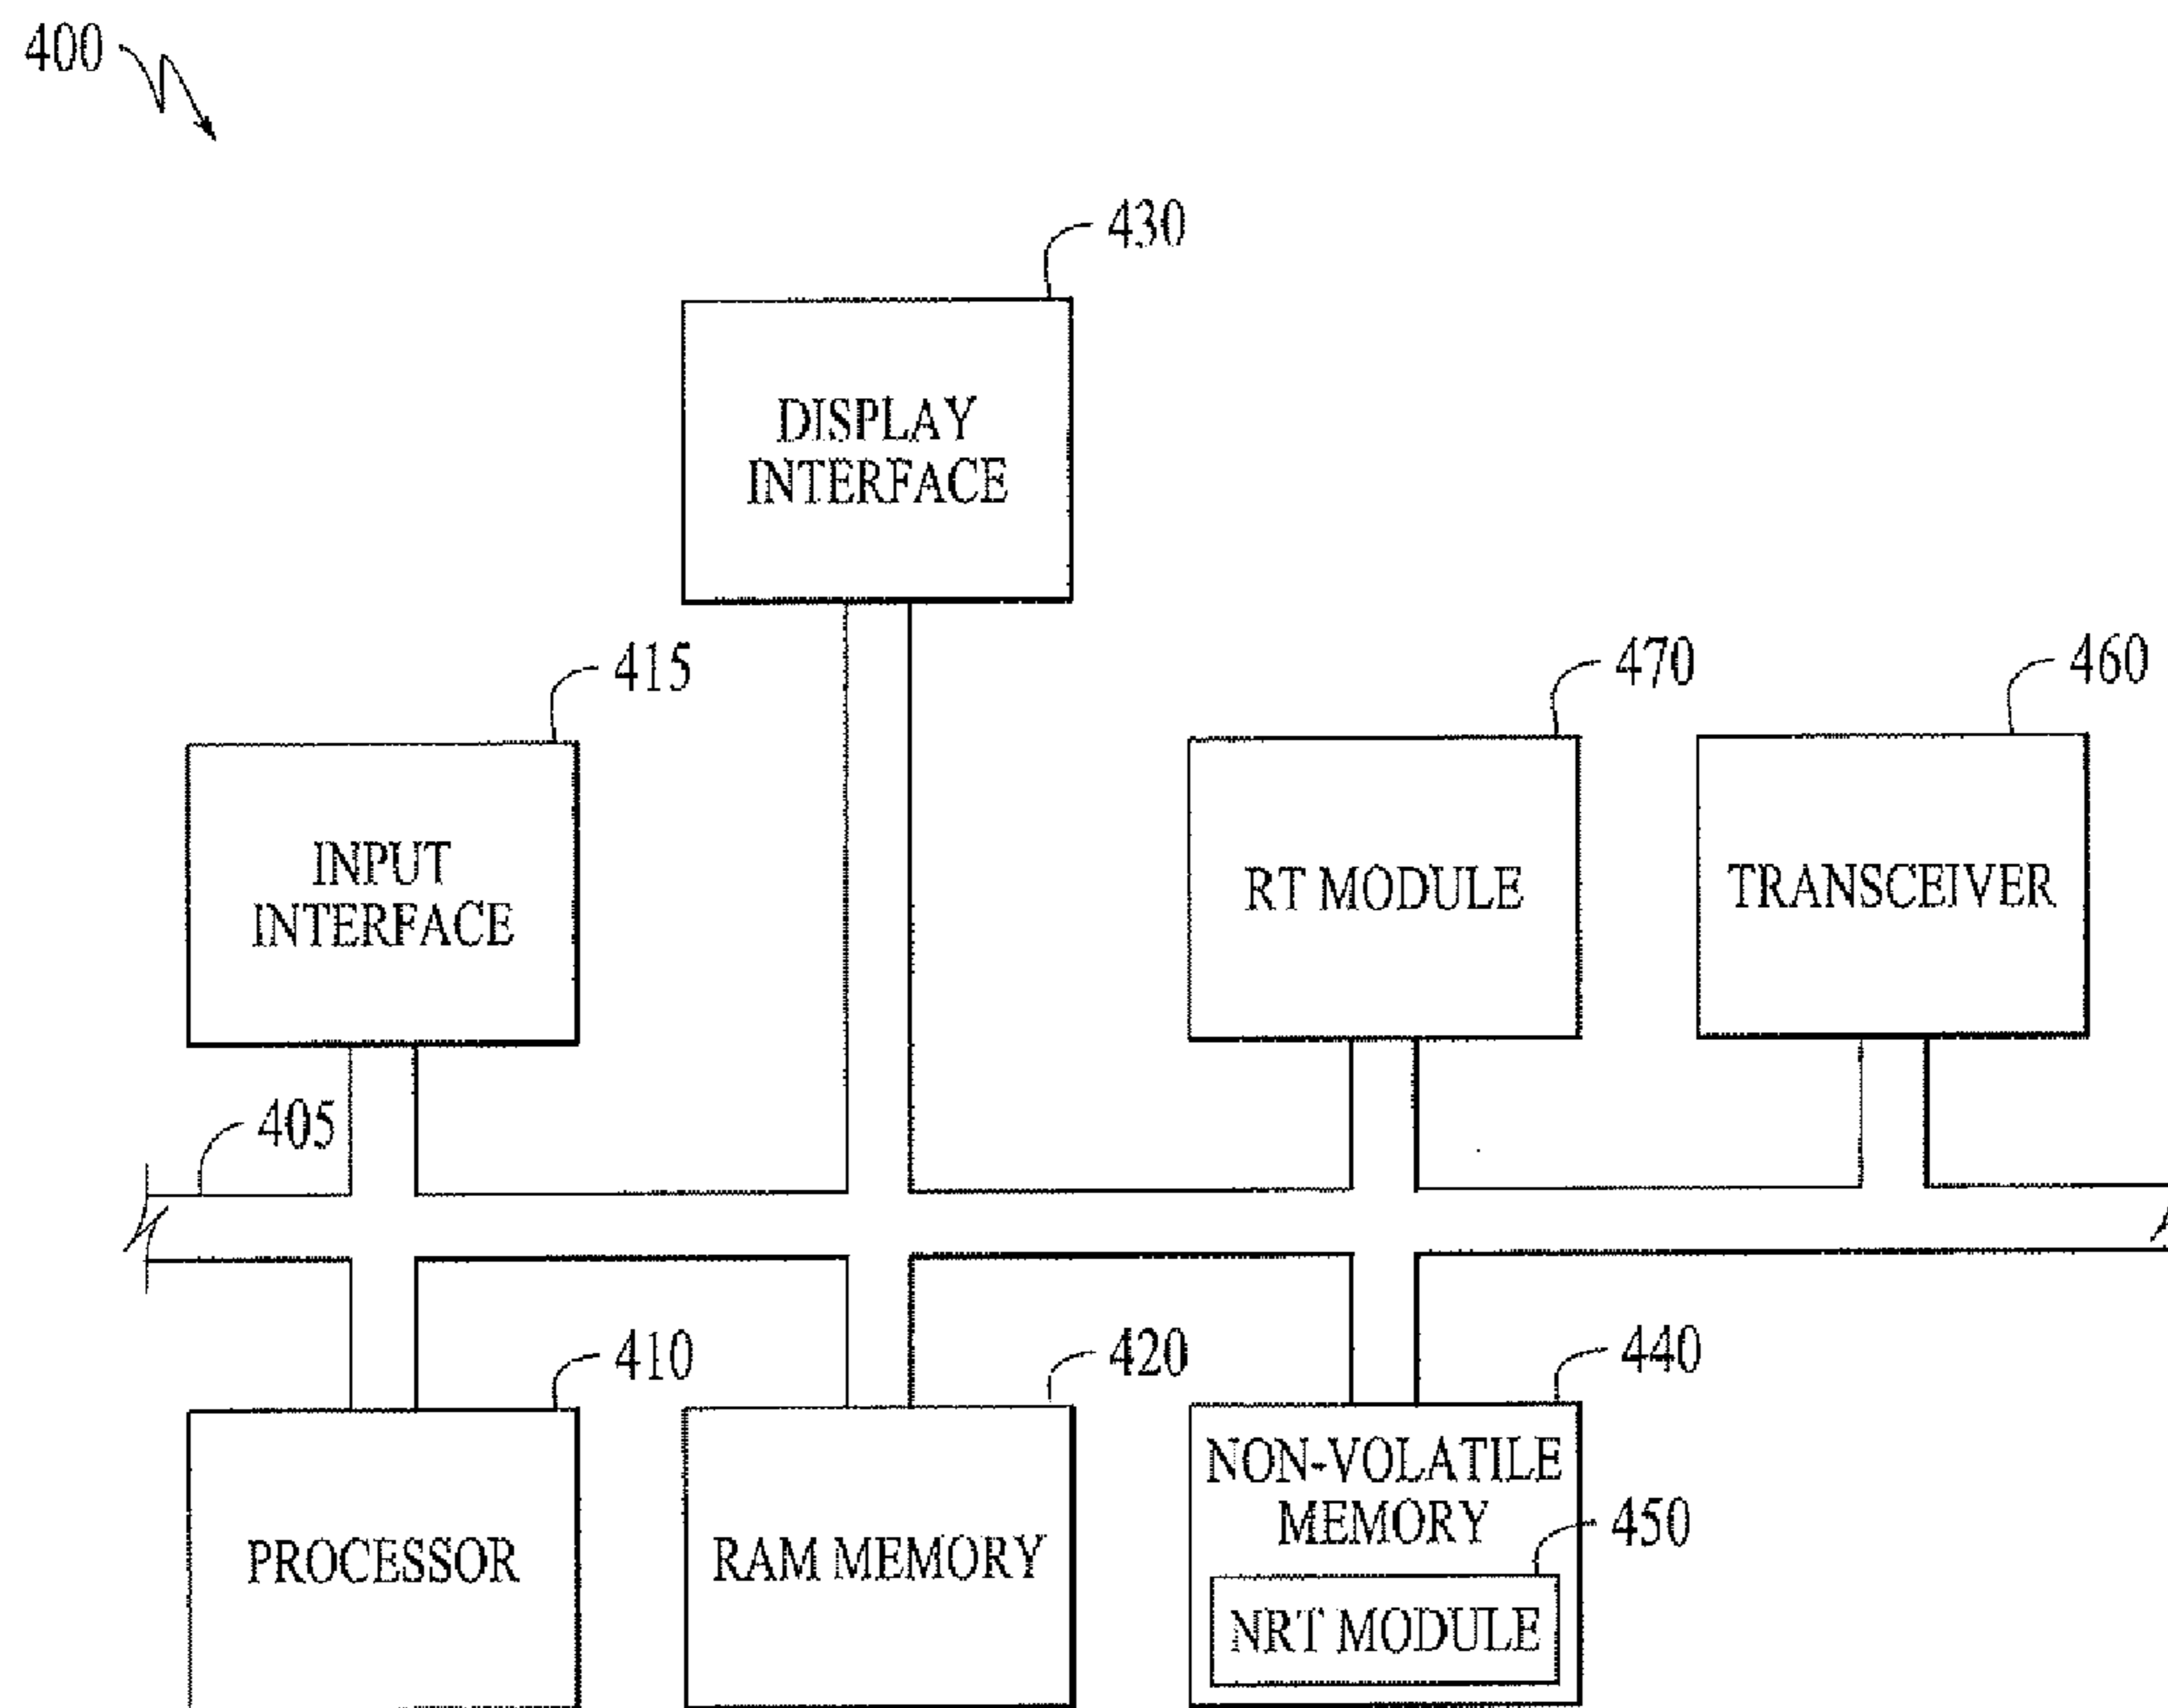 400
430
DISPLAY
INTERFACE
415
470
460
INPUT
INTERFACE
RT MODULE
TRANSCEIVER
405
410
420
440
PROCESSOR
RAM MEMORY
NON-VOLATILE
MEMORY
450
NRT MODULE